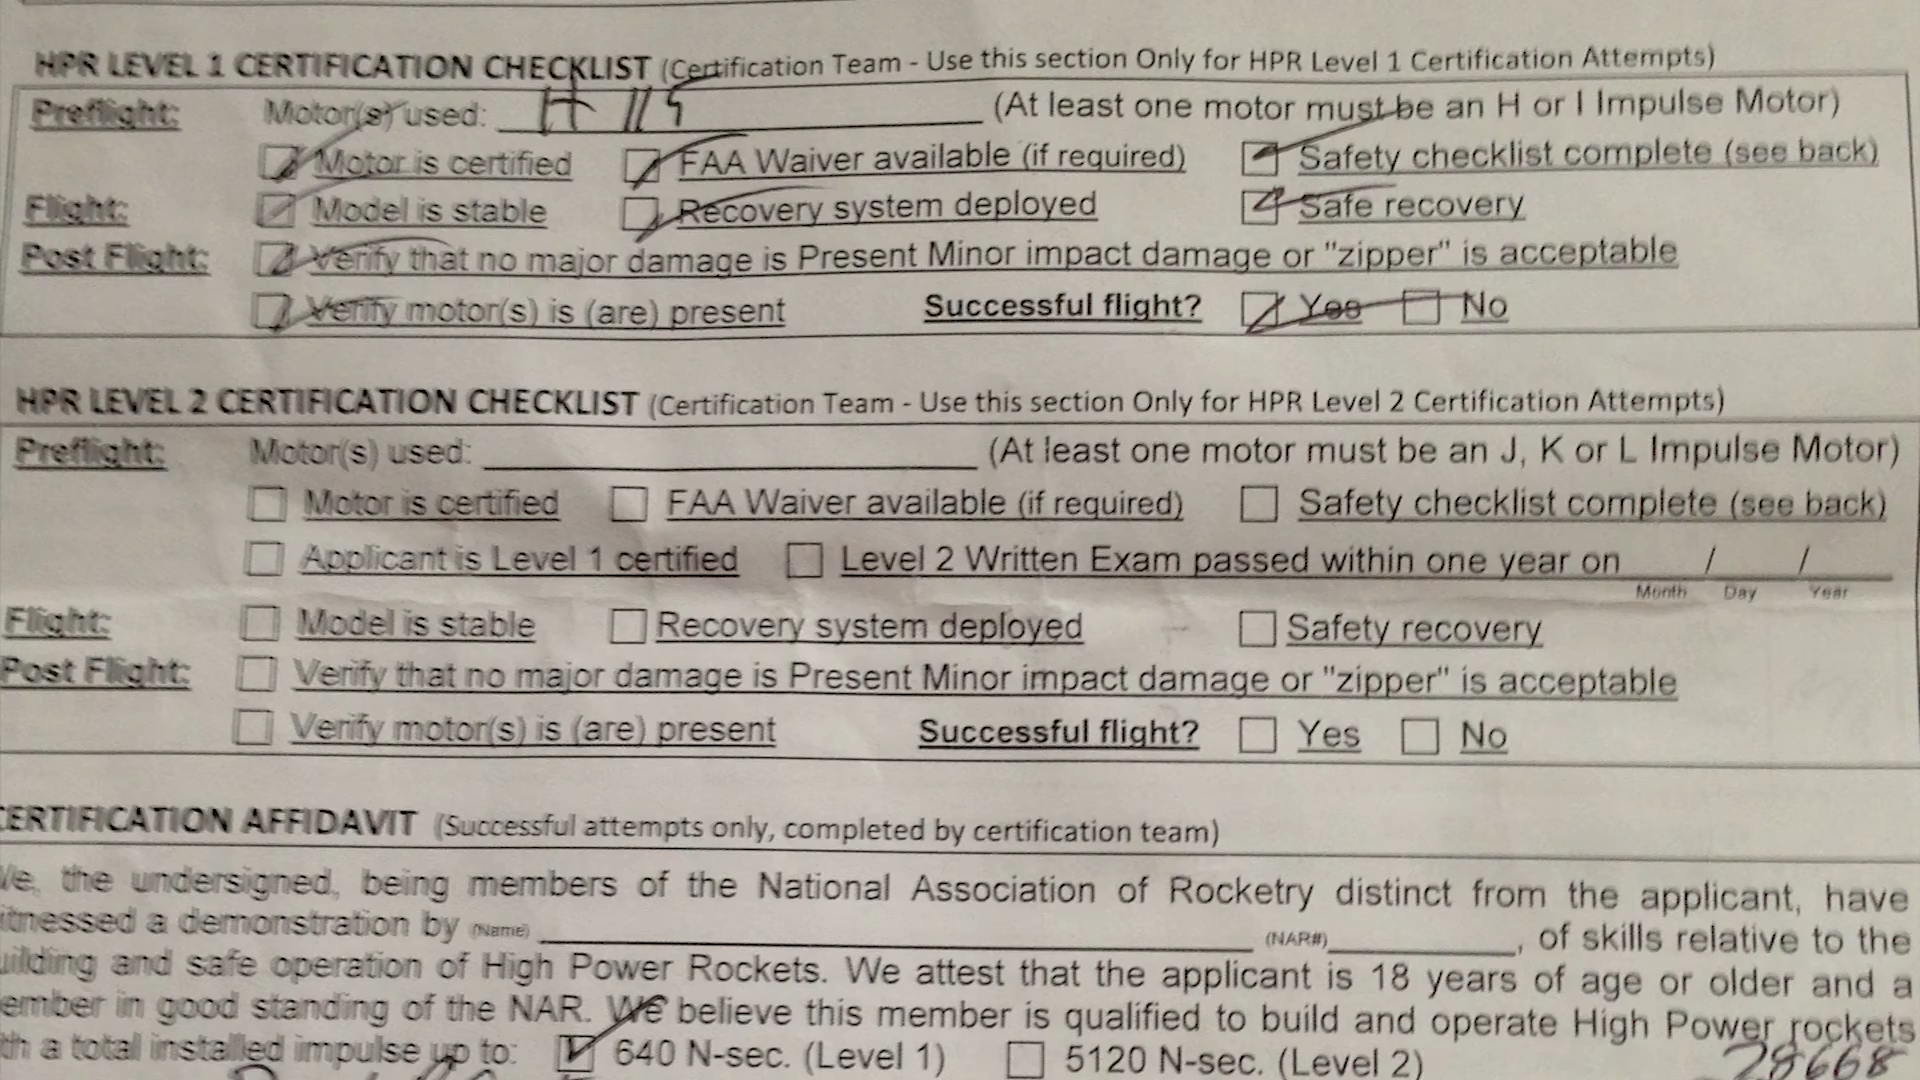 HPR LEVEL 1 CERTIFICATION CHECKLIST (Certification Team - Use this section Only for HPR Level 1 Certification Attempts)
Preflight: Motor(s) used: H 115 (At least one motor must be an H or I Impulse Motor)
Motor is certified FAA Waiver available (if required) Safety checklist complete (see back)
Flight: Model is stable Recovery system deployed Safe recovery
Post Flight: Verify that no major damage is Present Minor impact damage or "zipper" is acceptable
Verify motor(s) is (are) present Successful flight? Yes No
HPR LEVEL 2 CERTIFICATION CHECKLIST (Certification Team - Use this section Only for HPR Level 2 Certification Attempts)
Preflight: Motor(s) used: (At least one motor must be an J, K or L Impulse Motor)
Motor is certified FAA Waiver available (if required) Safety checklist complete (see back)
Applicant is Level 1 certified Level 2 Written Exam passed within one year on / /
Month Day Year
Flight: Model is stable Recovery system deployed Safety recovery
Post Flight: Verify that no major damage is Present Minor impact damage or "zipper" is acceptable
Verify motor(s) is (are) present Successful flight? Yes No
ERTIFICATION AFFIDAVIT (Successful attempts only, completed by certification team)
e, the undersigned, being members of the National Association of Rocketry distinct from the applicant, have
itnessed a demonstration by (Name) (NAR#) , of skills relative to the
uilding and safe operation of High Power Rockets. We attest that the applicant is 18 years of age or older and a
ember in good standing of the NAR. We believe this member is qualified to build and operate High Power rockets
th a total installed impulse up to: 640 N-sec. (Level 1) 5120 N-sec. (Level 2)
28668